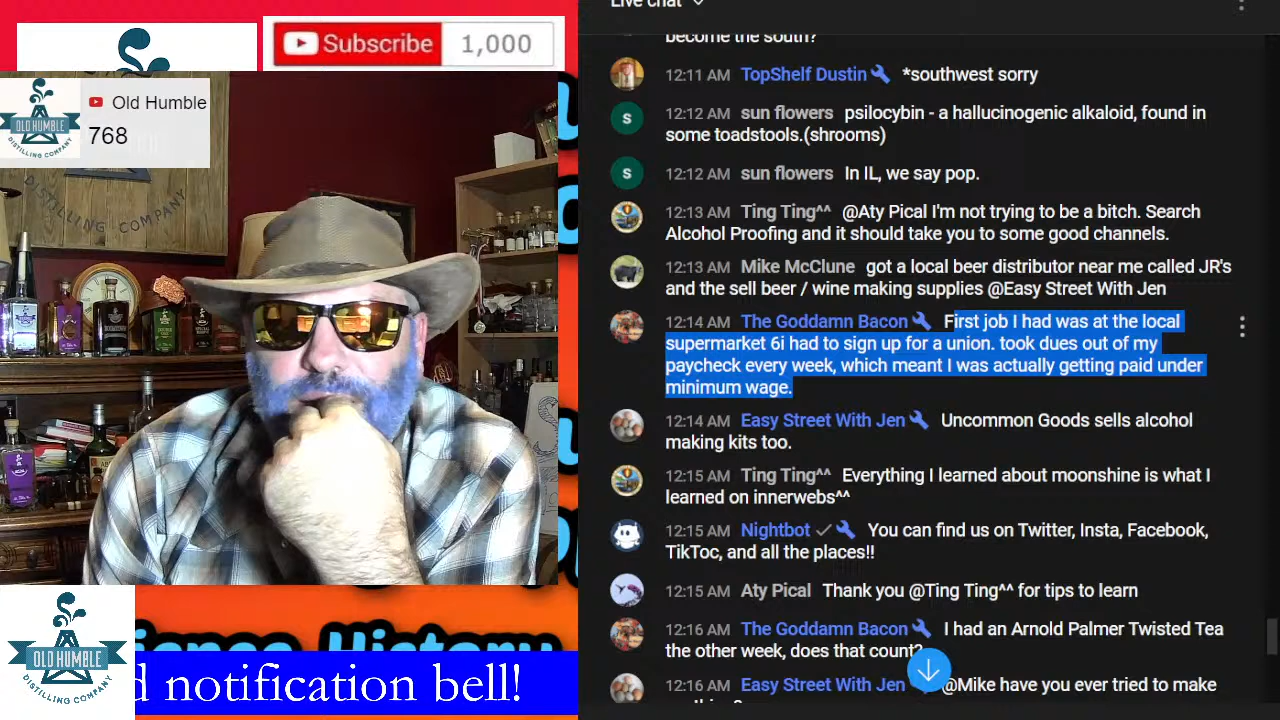 Subscribe 1,000
Old Humble
768
OLD HUMBLE
DISTILLING COMPANY
DISTILLING COMPANY
OLD HUMBLE
DISTILLING COMPANY
d notification bell!
Live chat
become the south?
12:11 AM TopShelf Dustin *southwest sorry
12:12 AM sun flowers psilocybin - a hallucinogenic alkaloid, found in
some toadstools.(shrooms)
S
12:12 AM sun flowers In IL, we say pop.
S
12:13 AM Ting Ting^^ @Aty Pical I'm not trying to be a bitch. Search
Alcohol Proofing and it should take you to some good channels.
12:13 AM Mike McClune got a local beer distributor near me called JR's
and the sell beer / wine making supplies @Easy Street With Jen
12:14 AM The Goddamn Bacon First job I had was at the local
supermarket 6i had to sign up for a union. took dues out of my
paycheck every week, which meant I was actually getting paid under
minimum wage.
12:14 AM Easy Street With Jen Uncommon Goods sells alcohol
making kits too.
12:15 AM Ting Ting^^ Everything I learned about moonshine is what I
learned on innerwebs^^
12:15 AM Nightbot You can find us on Twitter, Insta, Facebook,
TikToc, and all the places!!
12:15 AM Aty Pical Thank you @Ting Ting^^ for tips to learn
12:16 AM The Goddamn Bacon I had an Arnold Palmer Twisted Tea
the other week, does that count?
12:16 AM Easy Street With Jen @Mike have you ever tried to make